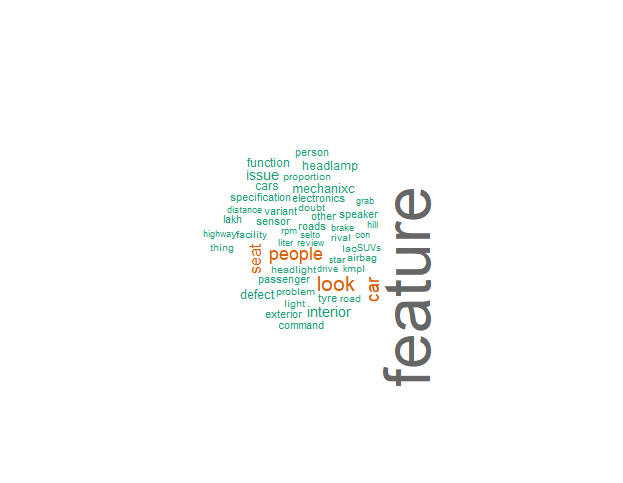 person
function
headlamp
issue
proportion
cars
mechanixc
specification
electronics
grab
distance
variant
doubt
lakh
sensor
other
speaker
roads
brake
hill
highway
facility
rpm
selto
rival
con
thing
liter
review
lac
SUVs
seat
people
star
airbag
headlight
drive
kmpl
passenger
look
car
feature
defect
problem
light
tyre
road
exterior
interior
command